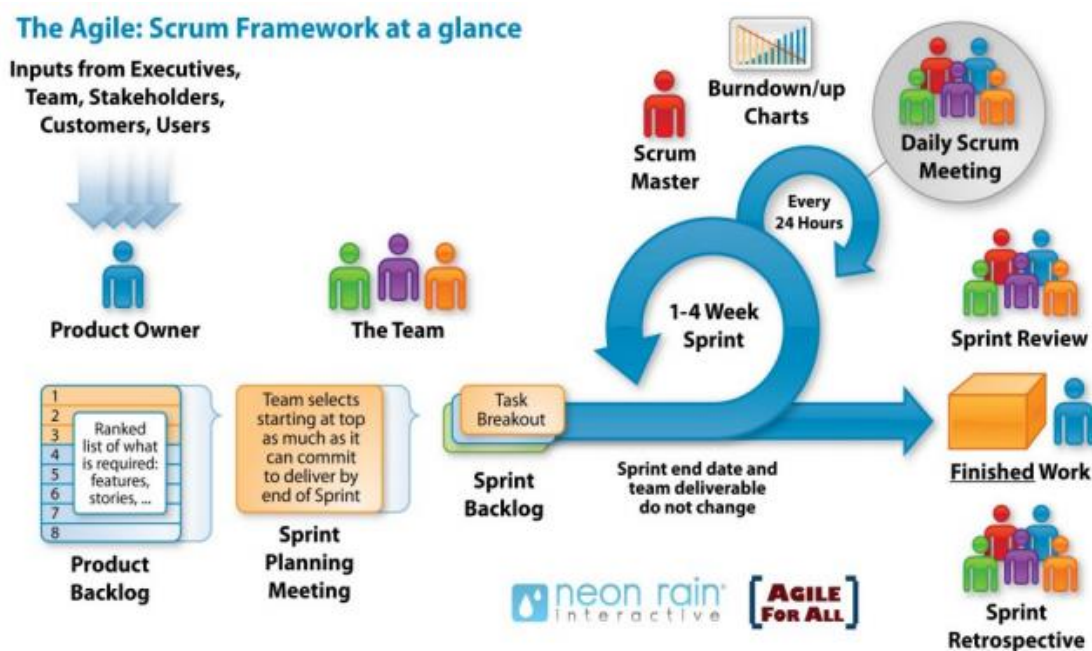 The Agile: Scrum Framework at a glance
Inputs from Executives,
Team, Stakeholders,
Customers, Users
Product Owner
The Team
Scrum
Master
Burndown/up
Charts
Daily Scrum
Meeting
Every
24 Hours
1-4 Week
Sprint
Sprint Review
1
2
3
4
5
6
7
8
Ranked
list of what
is required:
features,
stories, ...
Product
Backlog
Team selects
starting at top
as much as it
can commit
to deliver by
end of Sprint
Sprint
Planning
Meeting
Task
Breakout
Sprint
Backlog
Sprint end date and
team deliverable
do not change
Finished Work
Sprint
Retrospective
neon rain
interactive
AGILE
FOR ALL